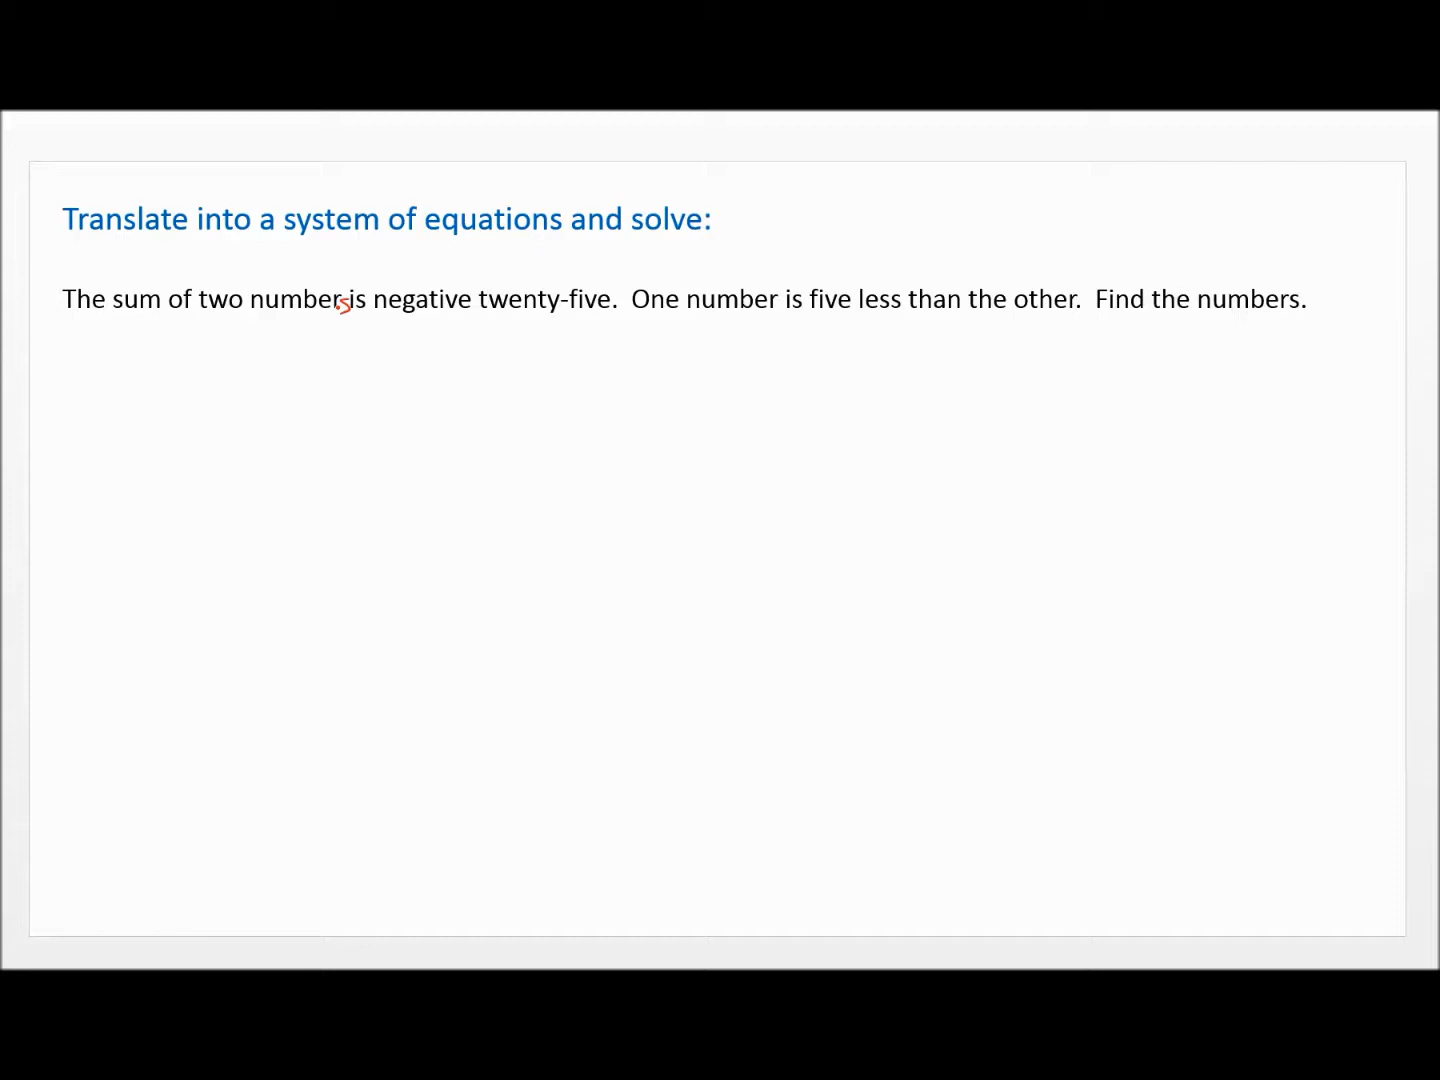 Translate into a system of equations and solve:
The sum of two numbers is negative twenty-five. One number is five less than the other. Find the numbers.